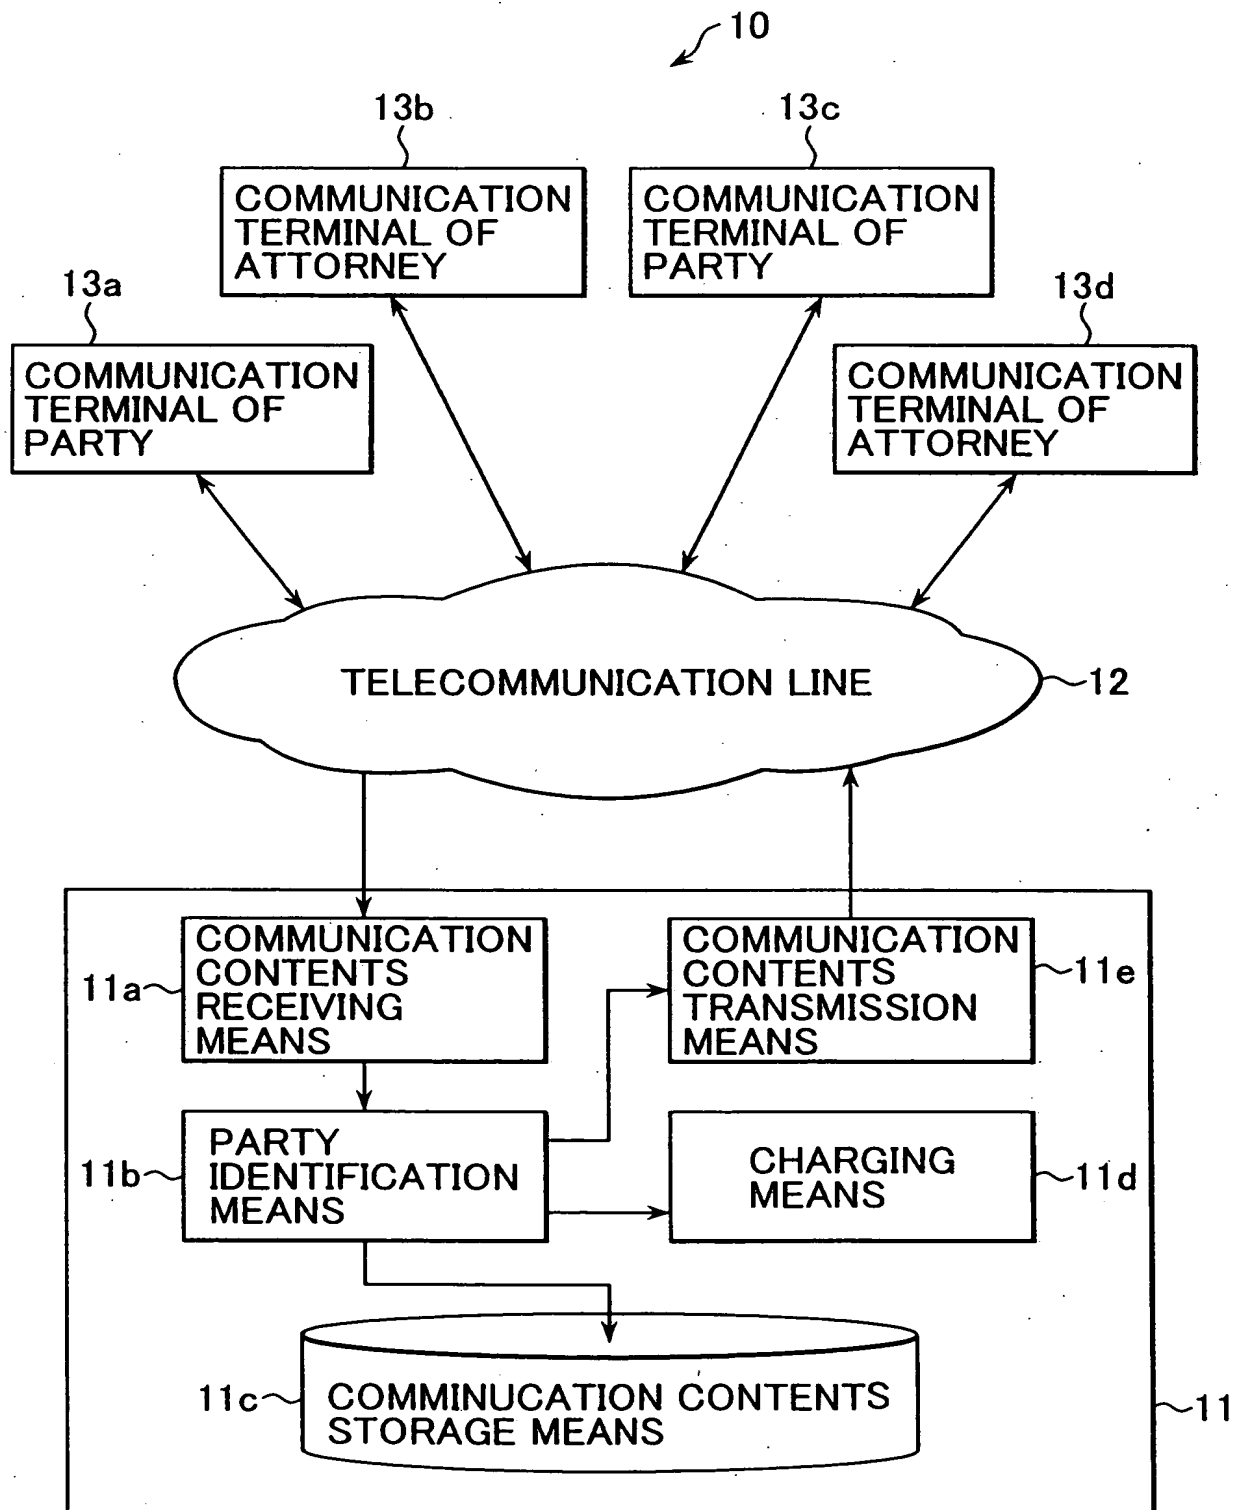 10
13b
13c
COMMUNICATION
TERMINAL OF
ATTORNEY
COMMUNICATION
TERMINAL OF
PARTY
13a
13d
COMMUNICATION
TERMINAL OF
PARTY
COMMUNICATION
TERMINAL OF
ATTORNEY
TELECOMMUNICATION LINE
12
COMMUNICATION
CONTENTS
RECEIVING
MEANS
11a
COMMUNICATION
CONTENTS
TRANSMISSION
MEANS
11e
PARTY
IDENTIFICATION
MEANS
11b
CHARGING
MEANS
11d
11c
COMMINUCATION CONTENTS
STORAGE MEANS
11